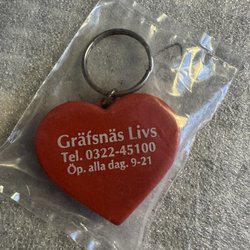 Gräfsnäs Livs
Tel. 0322-45100
Öp. alla dag. 9-21